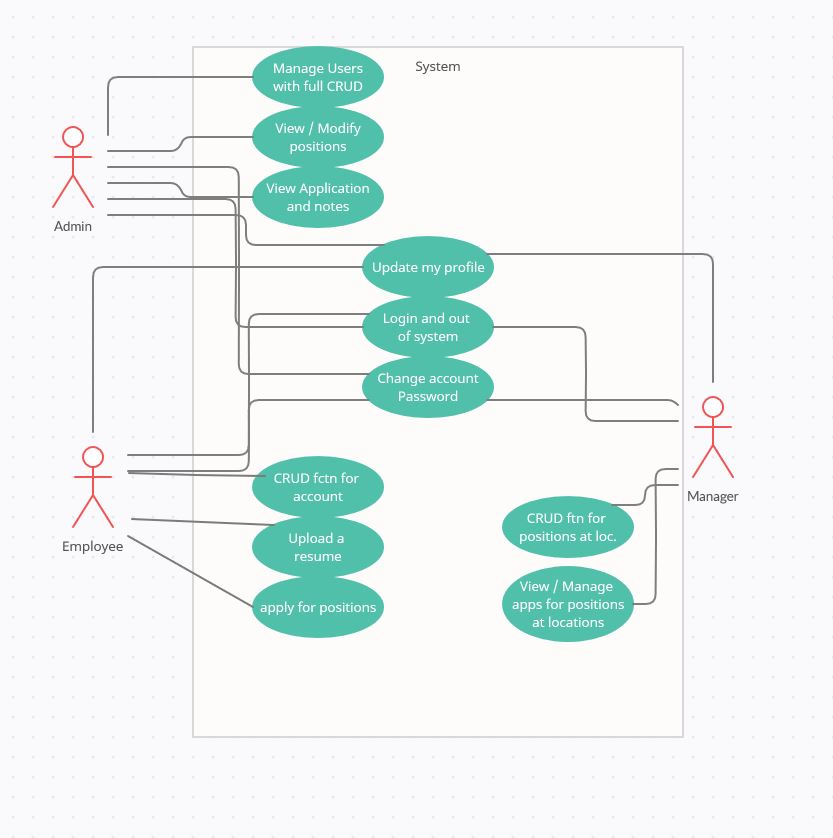 System
Manage Users
with full CRUD
View / Modify
positions
View Application
and notes
Admin
Update my profile
Login and out
of system
Change account
Password
CRUD fctn for
account
Upload a
resume
apply for positions
Employee
Manager
CRUD ftn for
positions at loc.
View / Manage
apps for positions
at locations